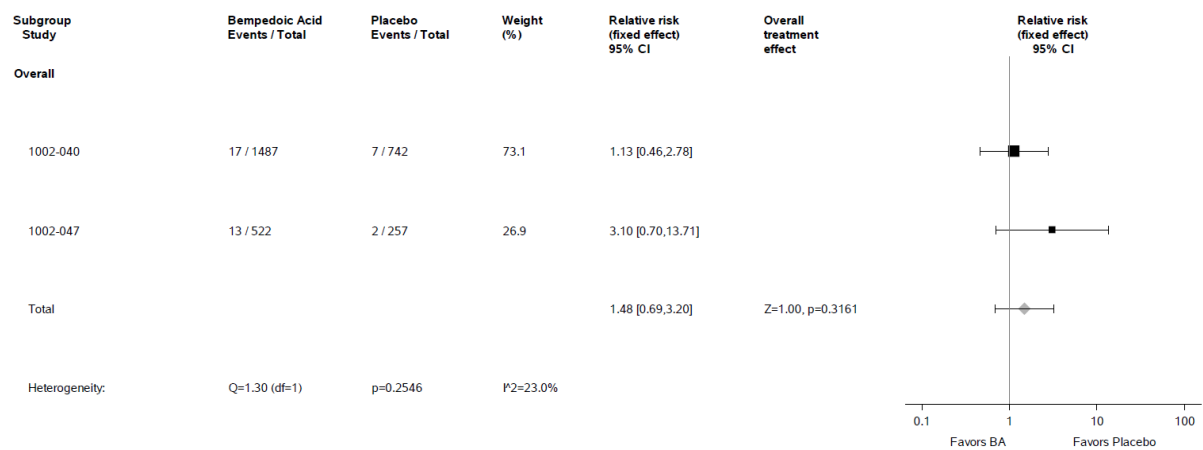 Subgroup Bempedoic Acid Placebo Weight Relative risk Overall Relative risk
Study Events / Total Events / Total (%) (fixed effect) treatment (fixed effect)
95% CI effect 95% CI
Overall
1002-040 17 / 1487 7 / 742 73.1 1.13 [0.46,2.78]
1002-047 13 / 522 2 / 257 26.9 3.10 [0.70,13.71]
Total 1.48 [0.69,3.20] Z=1.00, p=0.3161
Heterogeneity: Q=1.30 (df=1) p=0.2546 I^2=23.0%
0.1 1 10 100
Favors BA Favors Placebo